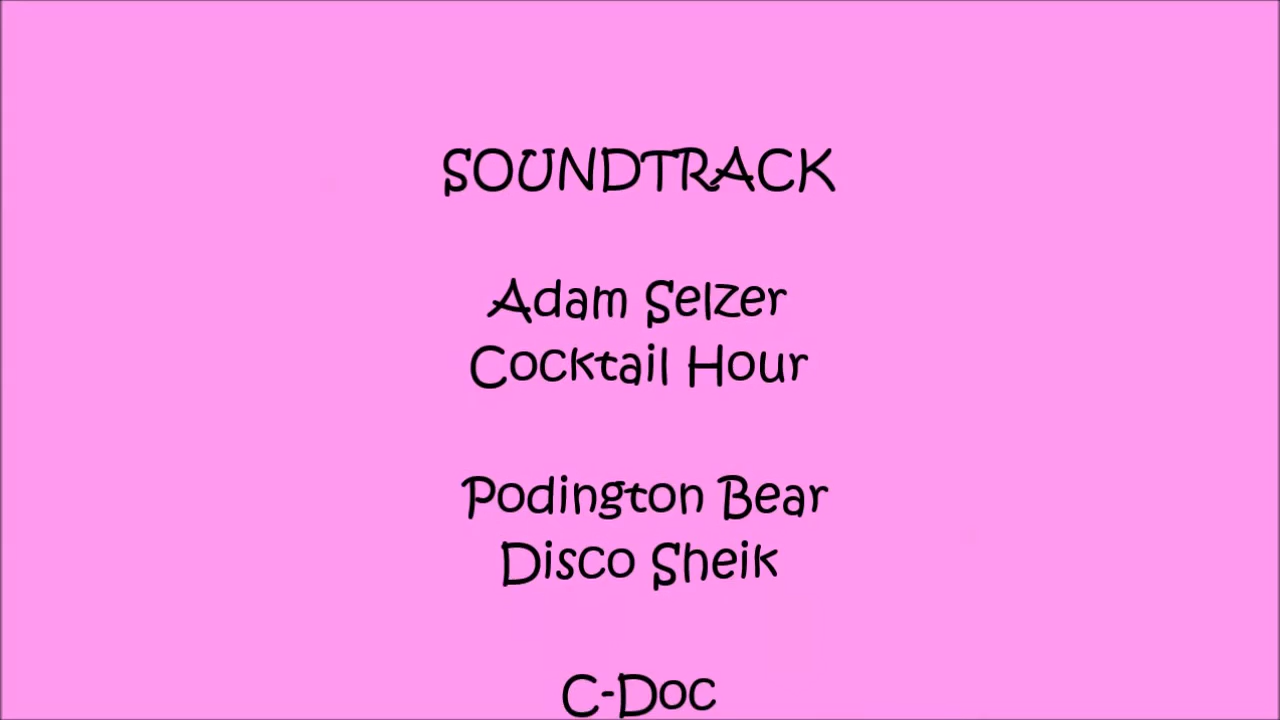 SOUNDTRACK
Adam Selzer
Cocktail Hour
Podington Bear
Disco Sheik
C-Doc